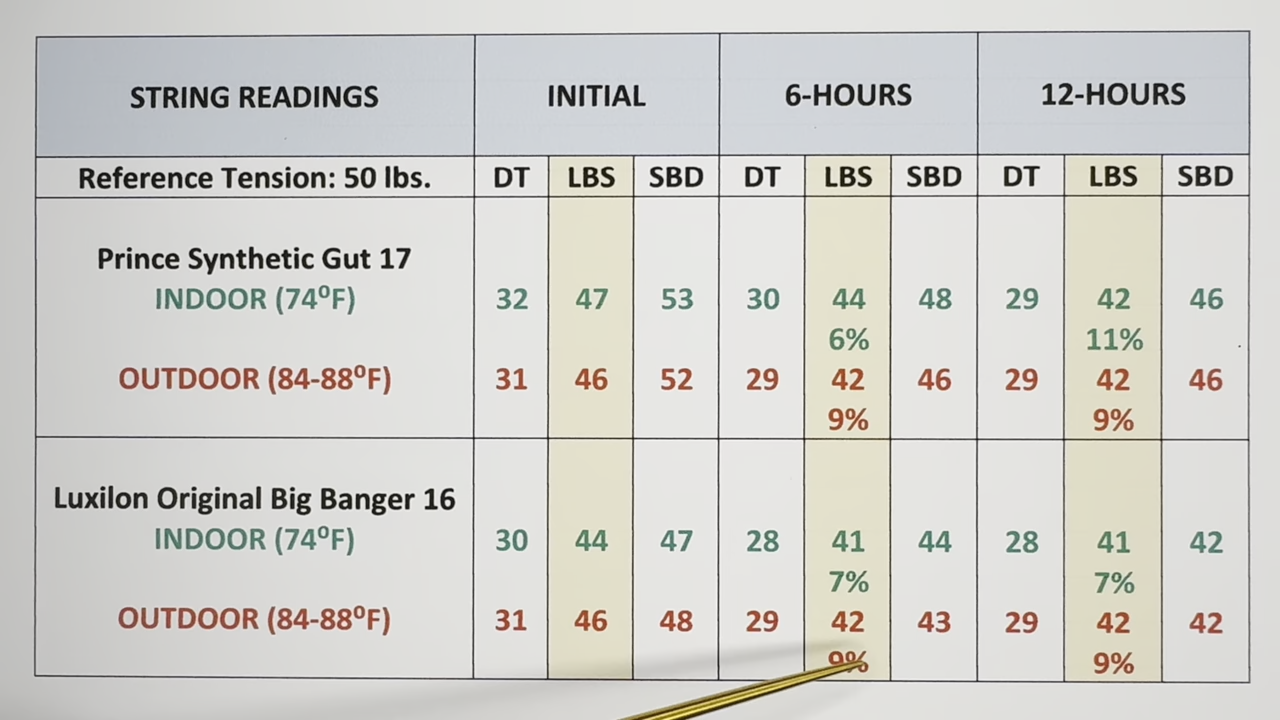 STRING READINGS INITIAL 6-HOURS 12-HOURS
Reference Tension: 50 lbs. DT LBS SBD DT LBS SBD DT LBS SBD
Prince Synthetic Gut 17
INDOOR (74⁰F) 32 47 53 30 44 48 29 42 46
6% 11%
OUTDOOR (84-88⁰F) 31 46 52 29 42 46 29 42 46
9% 9%
Luxilon Original Big Banger 16
INDOOR (74⁰F) 30 44 47 28 41 44 28 41 42
7% 7%
OUTDOOR (84-88⁰F) 31 46 48 29 42 43 29 42 42
9% 9%